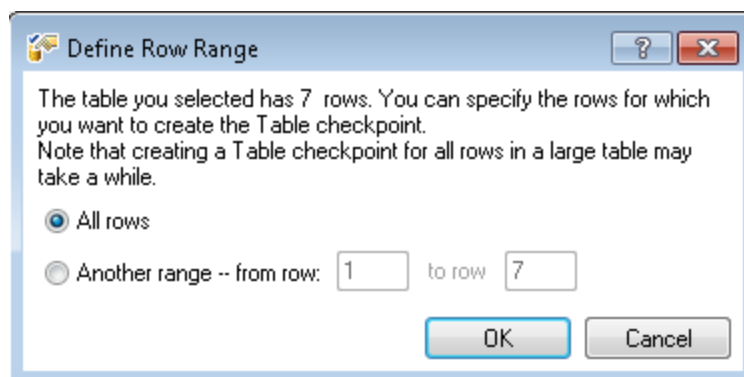 Define Row Range
The table you selected has 7 rows. You can specify the rows for which
you want to create the Table checkpoint.
Note that creating a Table checkpoint for all rows in a large table may
take a while.
All rows
Another range -- from row: 1 to row 7
OK Cancel